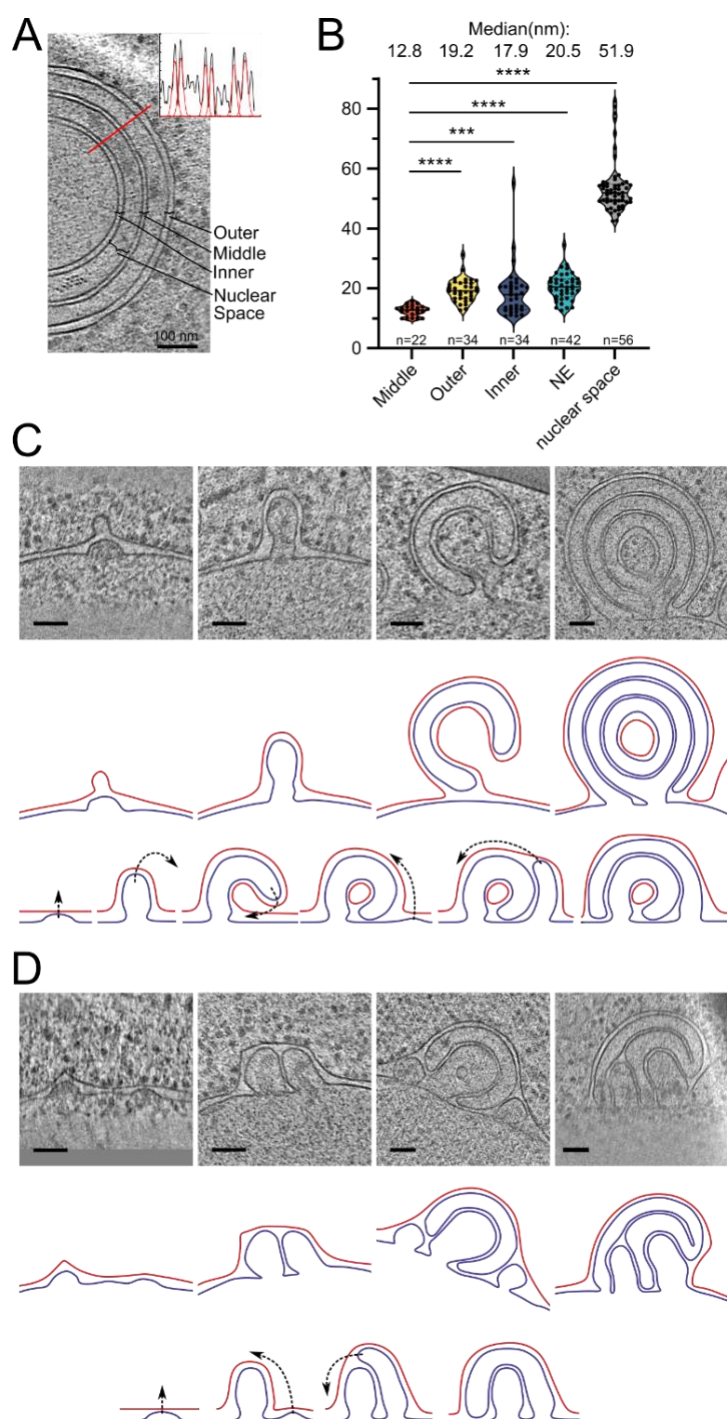 A
Outer
Middle
Inner
Nuclear
Space
100 nm
B
Median(nm):
12.8 19.2 17.9 20.5 51.9
****
****
***
****
80
60
40
20
0
n=22 n=34 n=34 n=42 n=56
Middle
Outer
Inner
NE
nuclear space
C
D